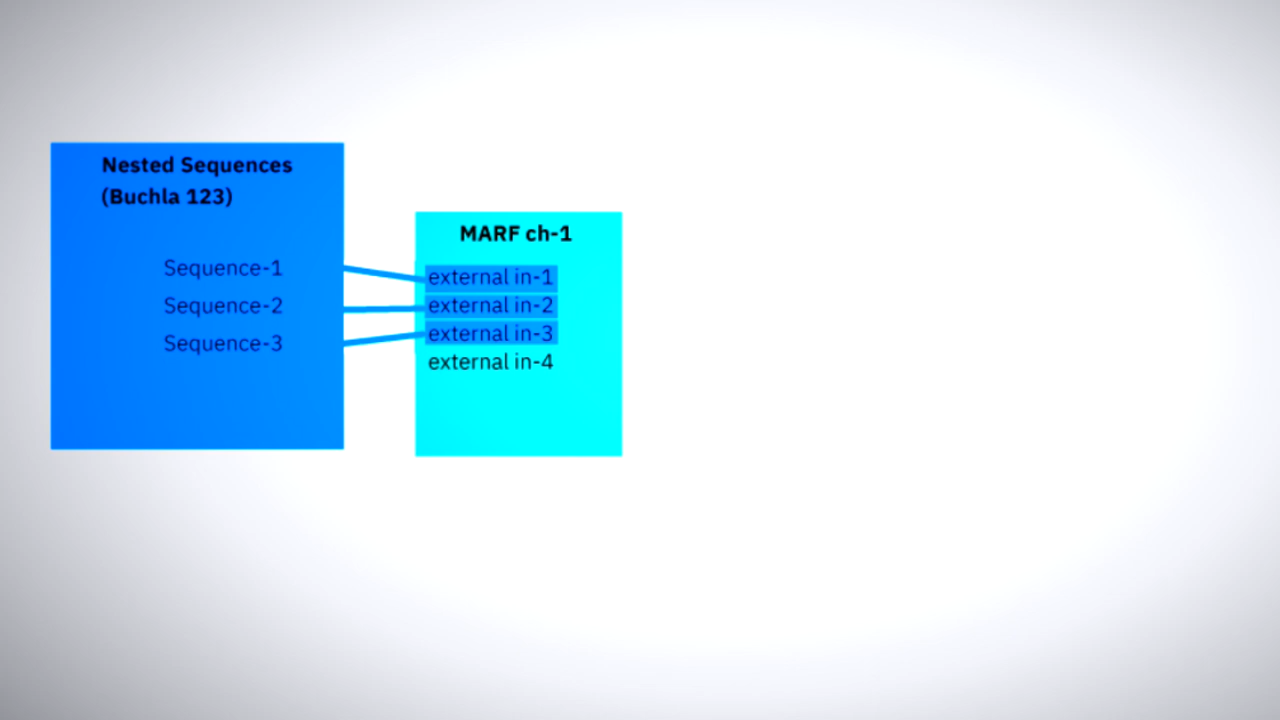 Nested Sequences
(Buchla 123)
Sequence-1
Sequence-2
Sequence-3
MARF ch-1
external in-1
external in-2
external in-3
external in-4